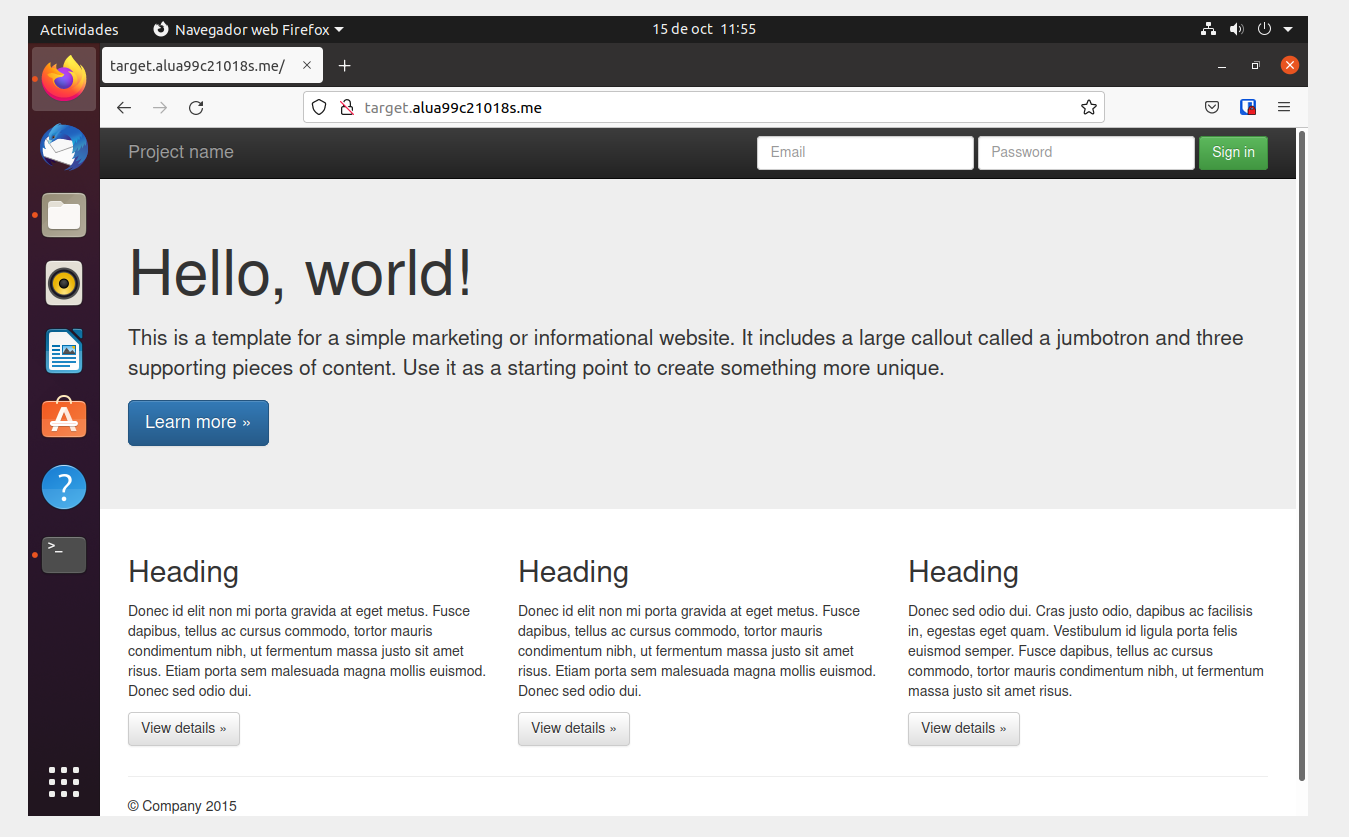 Actividades Navegador web Firefox 15 de oct 11:55
target.alua99c21018s.me/
target.alua99c21018s.me
Project name Email Password Sign in
Hello, world!
This is a template for a simple marketing or informational website. It includes a large callout called a jumbotron and three
supporting pieces of content. Use it as a starting point to create something more unique.
Learn more »
Heading
Donec id elit non mi porta gravida at eget metus. Fusce
dapibus, tellus ac cursus commodo, tortor mauris
condimentum nibh, ut fermentum massa justo sit amet
risus. Etiam porta sem malesuada magna mollis euismod.
Donec sed odio dui.
View details »
Heading
Donec id elit non mi porta gravida at eget metus. Fusce
dapibus, tellus ac cursus commodo, tortor mauris
condimentum nibh, ut fermentum massa justo sit amet
risus. Etiam porta sem malesuada magna mollis euismod.
Donec sed odio dui.
View details »
Heading
Donec sed odio dui. Cras justo odio, dapibus ac facilisis
in, egestas eget quam. Vestibulum id ligula porta felis
euismod semper. Fusce dapibus, tellus ac cursus
commodo, tortor mauris condimentum nibh, ut fermentum
massa justo sit amet risus.
View details »
© Company 2015